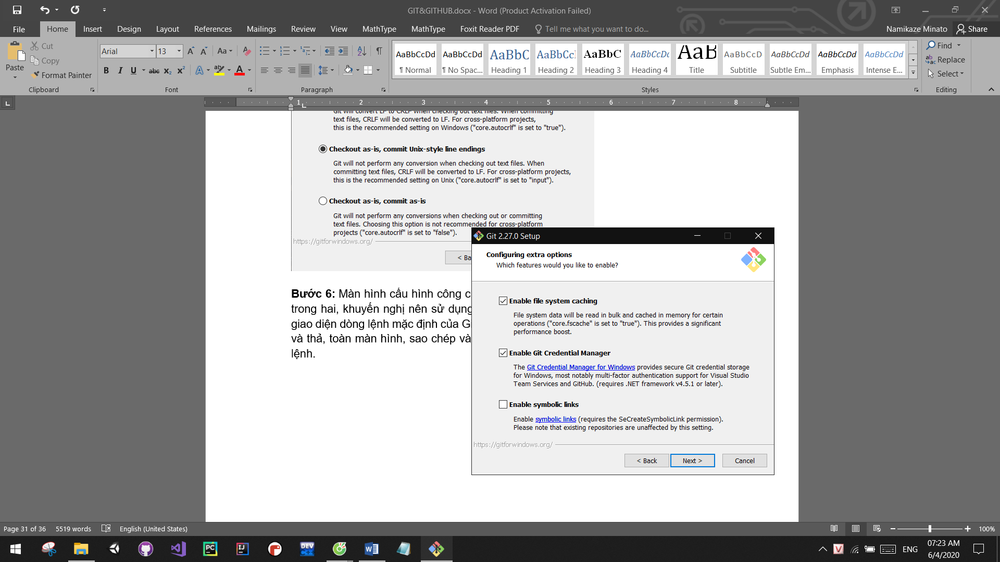 GIT&GITHUB.docx - Word (Product Activation Failed)
File Home Insert Design Layout References Mailings Review View MathType MathType Foxit Reader PDF Tell me what you want to do... Namikaze Minato Share
Paste
Cut
Copy
Format Painter
Clipboard
Arial 13
Font
Paragraph
AaBbCcDd AaBbCcDd AaBbC AaBbCc AaBbC AaBbCcDc AaB AaBbCcD AaBbCcDd AaBbCcDd AaBbCcDd
¶ Normal ¶ No Spac... Heading 1 Heading 2 Heading 3 Heading 4 Title Subtitle Subtle Em... Emphasis Intense E...
Styles
Find
Replace
Select
Editing
1 2 3 4 5 6 7 8
Git will convert LF to CRLF when checking out text files. When committing
text files, CRLF will be converted to LF. For cross-platform projects,
this is the recommended setting on Windows ("core.autocrlf" is set to "true").
Checkout as-is, commit Unix-style line endings
Git will not perform any conversion when checking out text files. When
committing text files, CRLF will be converted to LF. For cross-platform projects,
this is the recommended setting on Unix ("core.autocrlf" is set to "input").
Checkout as-is, commit as-is
Git will not perform any conversions when checking out or committing
text files. Choosing this option is not recommended for cross-platform
projects ("core.autocrlf" is set to "false").
https://gitforwindows.org/
< Ba
Bước 6: Màn hình cấu hình công c
trong hai, khuyến nghị nên sử dụng
giao diện dòng lệnh mặc định của Gi
và thả, toàn màn hình, sao chép và
lệnh.
Git 2.27.0 Setup
Configuring extra options
Which features would you like to enable?
Enable file system caching
File system data will be read in bulk and cached in memory for certain
operations ("core.fscache" is set to "true"). This provides a significant
performance boost.
Enable Git Credential Manager
The Git Credential Manager for Windows provides secure Git credential storage
for Windows, most notably multi-factor authentication support for Visual Studio
Team Services and GitHub. (requires .NET framework v4.5.1 or later).
Enable symbolic links
Enable symbolic links (requires the SeCreateSymbolicLink permission).
Please note that existing repositories are unaffected by this setting.
https://gitforwindows.org/
< Back Next > Cancel
Page 31 of 36 5519 words English (United States) 100%
ENG
07:23 AM
6/4/2020